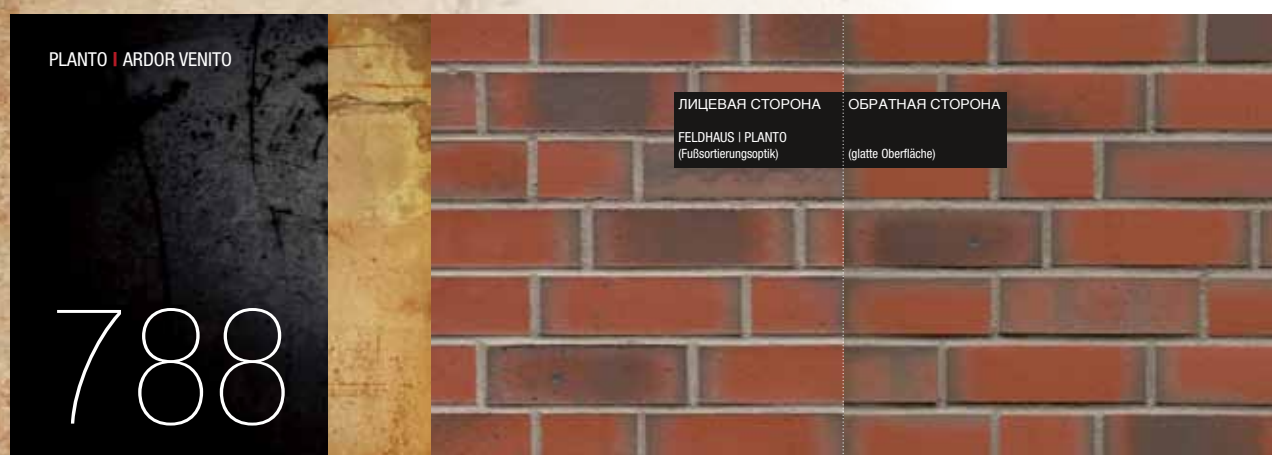 PLANTO | ARDOR VENITO
788
ЛИЦЕВАЯ СТОРОНА
FELDHAUS | PLANTO
(Fußsortierungsoptik)
ОБРАТНАЯ СТОРОНА
(glatte Oberfläche)